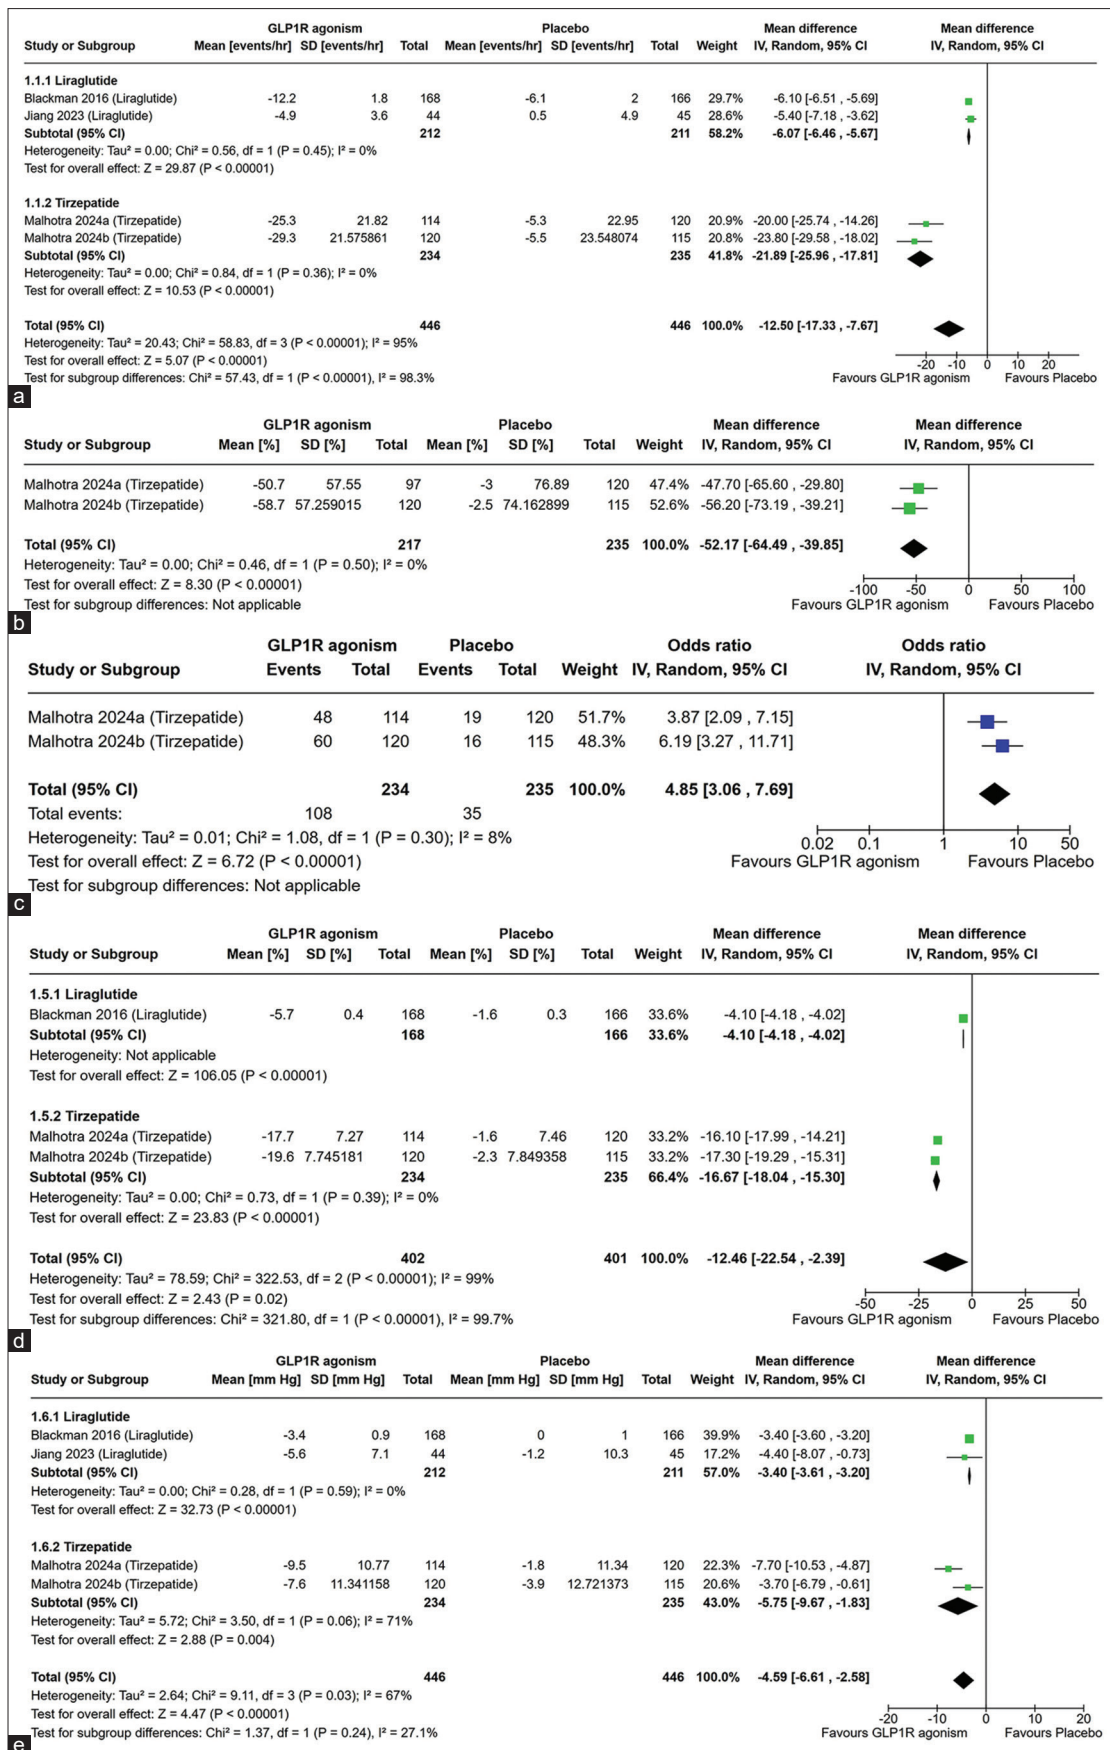 GLP1R agonism Placebo Mean difference Mean difference
Study or Subgroup Mean [events/hr] SD [events/hr] Total Mean [events/hr] SD [events/hr] Total Weight IV, Random, 95% CI IV, Random, 95% CI
1.1.1 Liraglutide
Blackman 2016 (Liraglutide) -12.2 1.8 168 -6.1 2 166 29.7% -6.10 [-6.51 , -5.69]
Jiang 2023 (Liraglutide) -4.9 3.6 44 0.5 4.9 45 28.6% -5.40 [-7.18 , -3.62]
Subtotal (95% CI) 212 211 58.2% -6.07 [-6.46 , -5.67]
Heterogeneity: Tau² = 0.00; Chi² = 0.56, df = 1 (P = 0.45); I² = 0%
Test for overall effect: Z = 29.87 (P < 0.00001)
1.1.2 Tirzepatide
Malhotra 2024a (Tirzepatide) -25.3 21.82 114 -5.3 22.95 120 20.9% -20.00 [-25.74 , -14.26]
Malhotra 2024b (Tirzepatide) -29.3 21.575861 120 -5.5 23.548074 115 20.8% -23.80 [-29.58 , -18.02]
Subtotal (95% CI) 234 235 41.8% -21.89 [-25.96 , -17.81]
Heterogeneity: Tau² = 0.00; Chi² = 0.84, df = 1 (P = 0.36); I² = 0%
Test for overall effect: Z = 10.53 (P < 0.00001)
Total (95% CI) 446 446 100.0% -12.50 [-17.33 , -7.67]
Heterogeneity: Tau² = 20.43; Chi² = 58.83, df = 3 (P < 0.00001); I² = 95%
Test for overall effect: Z = 5.07 (P < 0.00001) -20 -10 0 10 20
Test for subgroup differences: Chi² = 57.43, df = 1 (P < 0.00001), I² = 98.3% Favours GLP1R agonism Favours Placebo
a
GLP1R agonism Placebo Mean difference Mean difference
Study or Subgroup Mean [%] SD [%] Total Mean [%] SD [%] Total Weight IV, Random, 95% CI IV, Random, 95% CI
Malhotra 2024a (Tirzepatide) -50.7 57.55 97 -3 76.89 120 47.4% -47.70 [-65.60 , -29.80]
Malhotra 2024b (Tirzepatide) -58.7 57.259015 120 -2.5 74.162899 115 52.6% -56.20 [-73.19 , -39.21]
Total (95% CI) 217 235 100.0% -52.17 [-64.49 , -39.85]
Heterogeneity: Tau² = 0.00; Chi² = 0.46, df = 1 (P = 0.50); I² = 0%
Test for overall effect: Z = 8.30 (P < 0.00001) -100 -50 0 50 100
Test for subgroup differences: Not applicable Favours GLP1R agonism Favours Placebo
b
GLP1R agonism Placebo Odds ratio Odds ratio
Study or Subgroup Events Total Events Total Weight IV, Random, 95% CI IV, Random, 95% CI
Malhotra 2024a (Tirzepatide) 48 114 19 120 51.7% 3.87 [2.09 , 7.15]
Malhotra 2024b (Tirzepatide) 60 120 16 115 48.3% 6.19 [3.27 , 11.71]
Total (95% CI) 234 235 100.0% 4.85 [3.06 , 7.69]
Total events: 108 35
Heterogeneity: Tau² = 0.01; Chi² = 1.08, df = 1 (P = 0.30); I² = 8% 0.02 0.1 1 10 50
Test for overall effect: Z = 6.72 (P < 0.00001) Favours GLP1R agonism Favours Placebo
Test for subgroup differences: Not applicable
c
GLP1R agonism Placebo Mean difference Mean difference
Study or Subgroup Mean [%] SD [%] Total Mean [%] SD [%] Total Weight IV, Random, 95% CI IV, Random, 95% CI
1.5.1 Liraglutide
Blackman 2016 (Liraglutide) -5.7 0.4 168 -1.6 0.3 166 33.6% -4.10 [-4.18 , -4.02]
Subtotal (95% CI) 168 166 33.6% -4.10 [-4.18 , -4.02]
Heterogeneity: Not applicable
Test for overall effect: Z = 106.05 (P < 0.00001)
1.5.2 Tirzepatide
Malhotra 2024a (Tirzepatide) -17.7 7.27 114 -1.6 7.46 120 33.2% -16.10 [-17.99 , -14.21]
Malhotra 2024b (Tirzepatide) -19.6 7.745181 120 -2.3 7.849358 115 33.2% -17.30 [-19.29 , -15.31]
Subtotal (95% CI) 234 235 66.4% -16.67 [-18.04 , -15.30]
Heterogeneity: Tau² = 0.00; Chi² = 0.73, df = 1 (P = 0.39); I² = 0%
Test for overall effect: Z = 23.83 (P < 0.00001)
Total (95% CI) 402 401 100.0% -12.46 [-22.54 , -2.39]
Heterogeneity: Tau² = 78.59; Chi² = 322.53, df = 2 (P < 0.00001); I² = 99%
Test for overall effect: Z = 2.43 (P = 0.02) -50 -25 0 25 50
Test for subgroup differences: Chi² = 321.80, df = 1 (P < 0.00001), I² = 99.7% Favours GLP1R agonism Favours Placebo
d
GLP1R agonism Placebo Mean difference Mean difference
Study or Subgroup Mean [mm Hg] SD [mm Hg] Total Mean [mm Hg] SD [mm Hg] Total Weight IV, Random, 95% CI IV, Random, 95% CI
1.6.1 Liraglutide
Blackman 2016 (Liraglutide) -3.4 0.9 168 0 1 166 39.9% -3.40 [-3.60 , -3.20]
Jiang 2023 (Liraglutide) -5.6 7.1 44 -1.2 10.3 45 17.2% -4.40 [-8.07 , -0.73]
Subtotal (95% CI) 212 211 57.0% -3.40 [-3.61 , -3.20]
Heterogeneity: Tau² = 0.00; Chi² = 0.28, df = 1 (P = 0.59); I² = 0%
Test for overall effect: Z = 32.73 (P < 0.00001)
1.6.2 Tirzepatide
Malhotra 2024a (Tirzepatide) -9.5 10.77 114 -1.8 11.34 120 22.3% -7.70 [-10.53 , -4.87]
Malhotra 2024b (Tirzepatide) -7.6 11.341158 120 -3.9 12.721373 115 20.6% -3.70 [-6.79 , -0.61]
Subtotal (95% CI) 234 235 43.0% -5.75 [-9.67 , -1.83]
Heterogeneity: Tau² = 5.72; Chi² = 3.50, df = 1 (P = 0.06); I² = 71%
Test for overall effect: Z = 2.88 (P = 0.004)
Total (95% CI) 446 446 100.0% -4.59 [-6.61 , -2.58]
Heterogeneity: Tau² = 2.64; Chi² = 9.11, df = 3 (P = 0.03); I² = 67%
Test for overall effect: Z = 4.47 (P < 0.00001) -20 -10 0 10 20
Test for subgroup differences: Chi² = 1.37, df = 1 (P = 0.24), I² = 27.1% Favours GLP1R agonism Favours Placebo
e